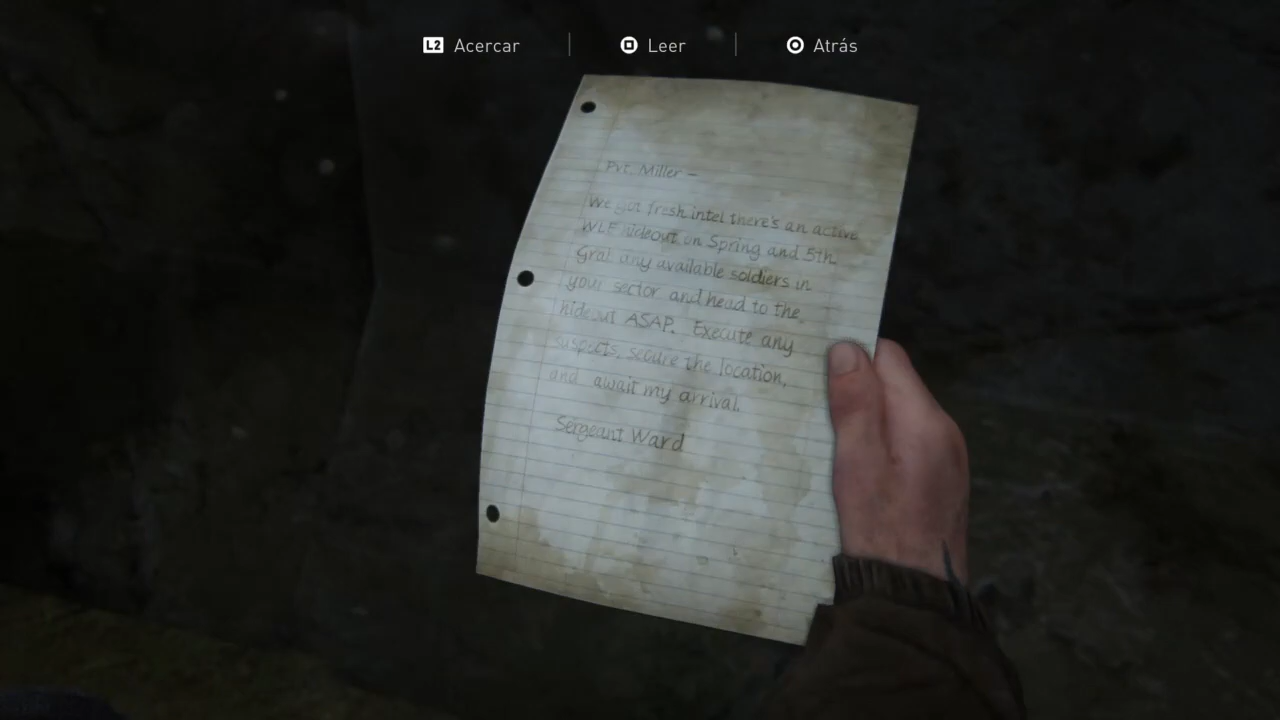 L2 Acercar
Leer
Atrás
Pvt. Miller -
We got fresh intel there's an active
WLF hideout on Spring and 5th.
Grab any available soldiers in
your sector and head to the
hideout ASAP. Execute any
suspects, secure the location,
and await my arrival.
Sergeant Ward